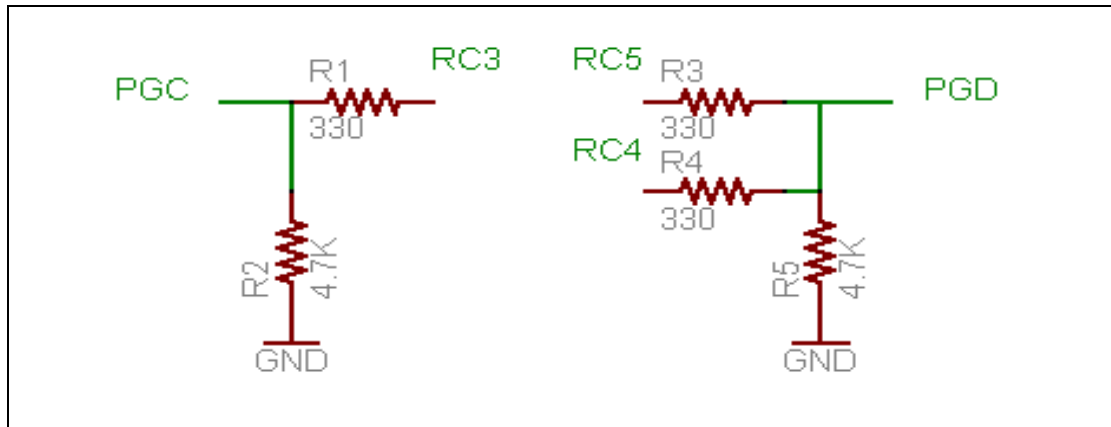 PGC
R1
330
RC3
R2
4.7K
GND
RC5
R3
330
RC4
R4
330
PGD
R5
4.7K
GND